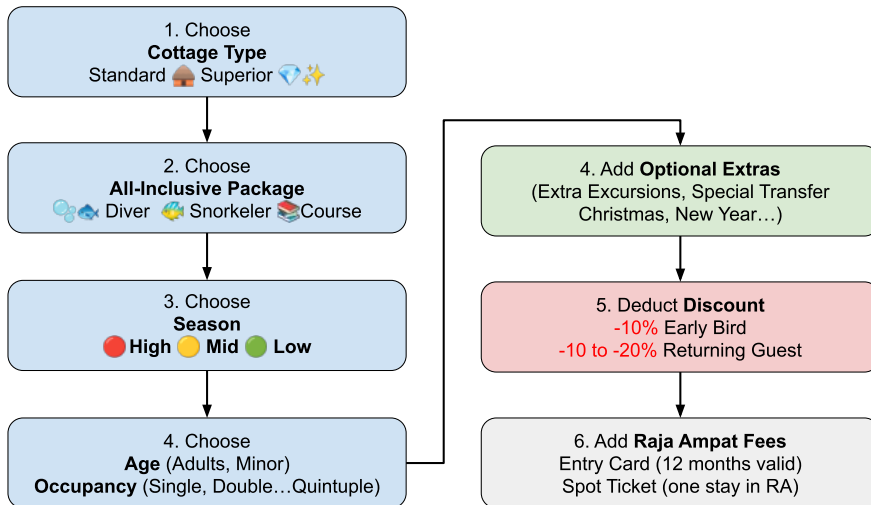 1. Choose
Cottage Type
Standard 🛖 Superior 💎✨
2. Choose
All-Inclusive Package
🫧🐟 Diver 🐠 Snorkeler 📚Course
3. Choose
Season
🔴 High 🟡 Mid 🟢 Low
4. Choose
Age (Adults, Minor)
Occupancy (Single, Double…Quintuple)
4. Add Optional Extras
(Extra Excursions, Special Transfer
Christmas, New Year…)
5. Deduct Discount
-10% Early Bird
-10 to -20% Returning Guest
6. Add Raja Ampat Fees
Entry Card (12 months valid)
Spot Ticket (one stay in RA)